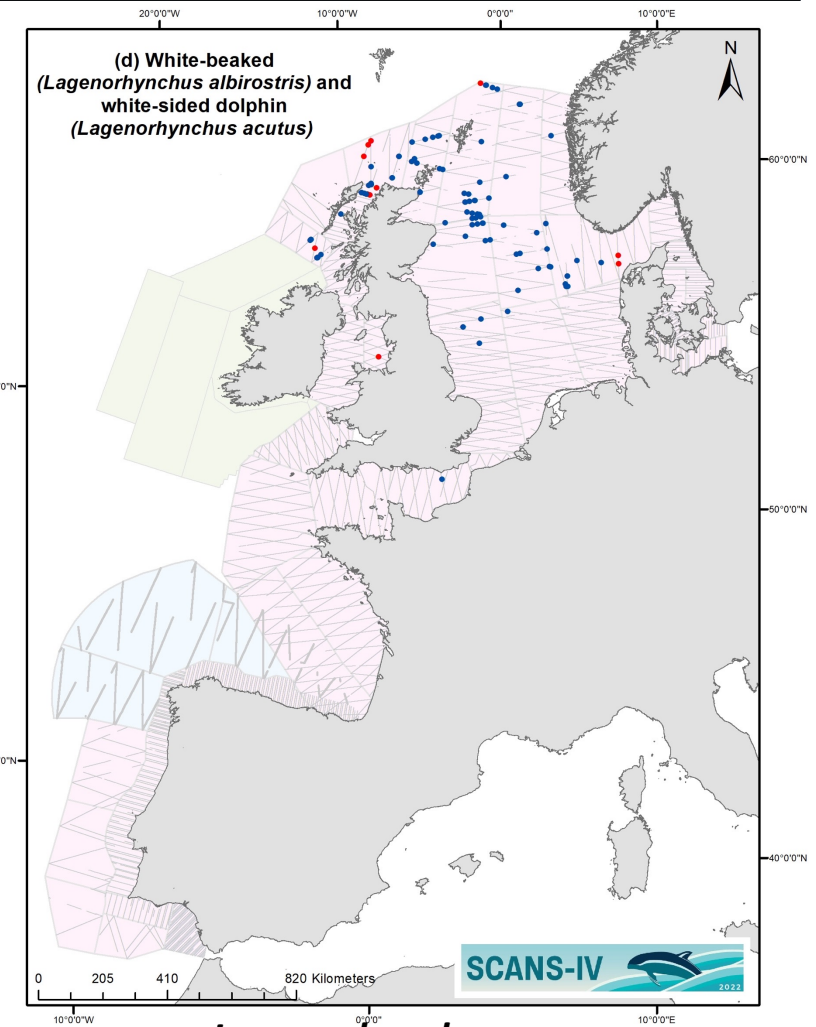 20°0'0"W 10°0'0"W 0°0'0" 10°0'0"E
(d) White-beaked
(Lagenorhynchus albirostris) and
white-sided dolphin
(Lagenorhynchus acutus)
N
60°0'0"N
0'N
50°0'0"N
0'N
40°0'0"N
0 205 410 820 Kilometers
SCANS-IV
2022
10°0'0"W 0°0'0" 10°0'0"E